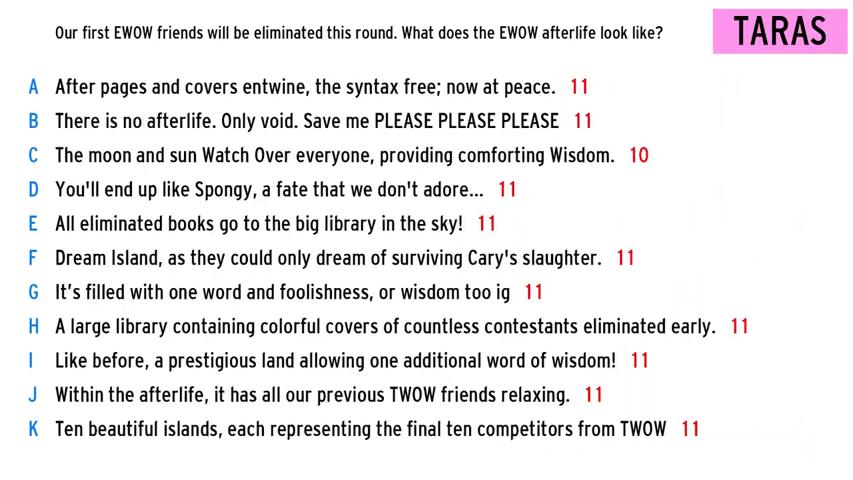 Our first EWOW friends will be eliminated this round. What does the EWOW afterlife look like?
TARAS
A After pages and covers entwine, the syntax free; now at peace. 11
B There is no afterlife. Only void. Save me PLEASE PLEASE PLEASE 11
C The moon and sun Watch Over everyone, providing comforting Wisdom. 10
D You'll end up like Spongy, a fate that we don't adore... 11
E All eliminated books go to the big library in the sky! 11
F Dream Island, as they could only dream of surviving Cary's slaughter. 11
G It’s filled with one word and foolishness, or wisdom too ig 11
H A large library containing colorful covers of countless contestants eliminated early. 11
I Like before, a prestigious land allowing one additional word of wisdom! 11
J Within the afterlife, it has all our previous TWOW friends relaxing. 11
K Ten beautiful islands, each representing the final ten competitors from TWOW 11